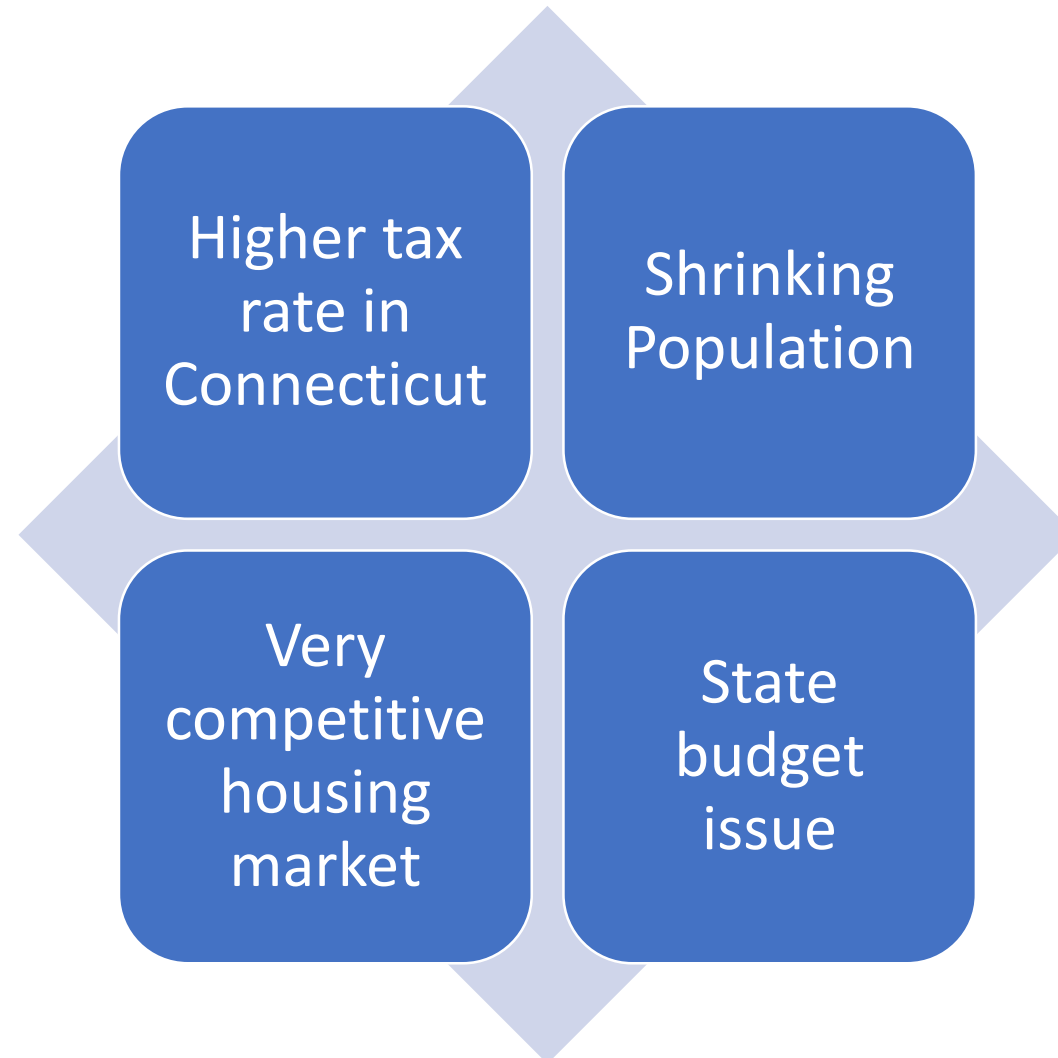 Higher tax
rate in
Connecticut
Shrinking
Population
Very
competitive
housing
market
State
budget
issue